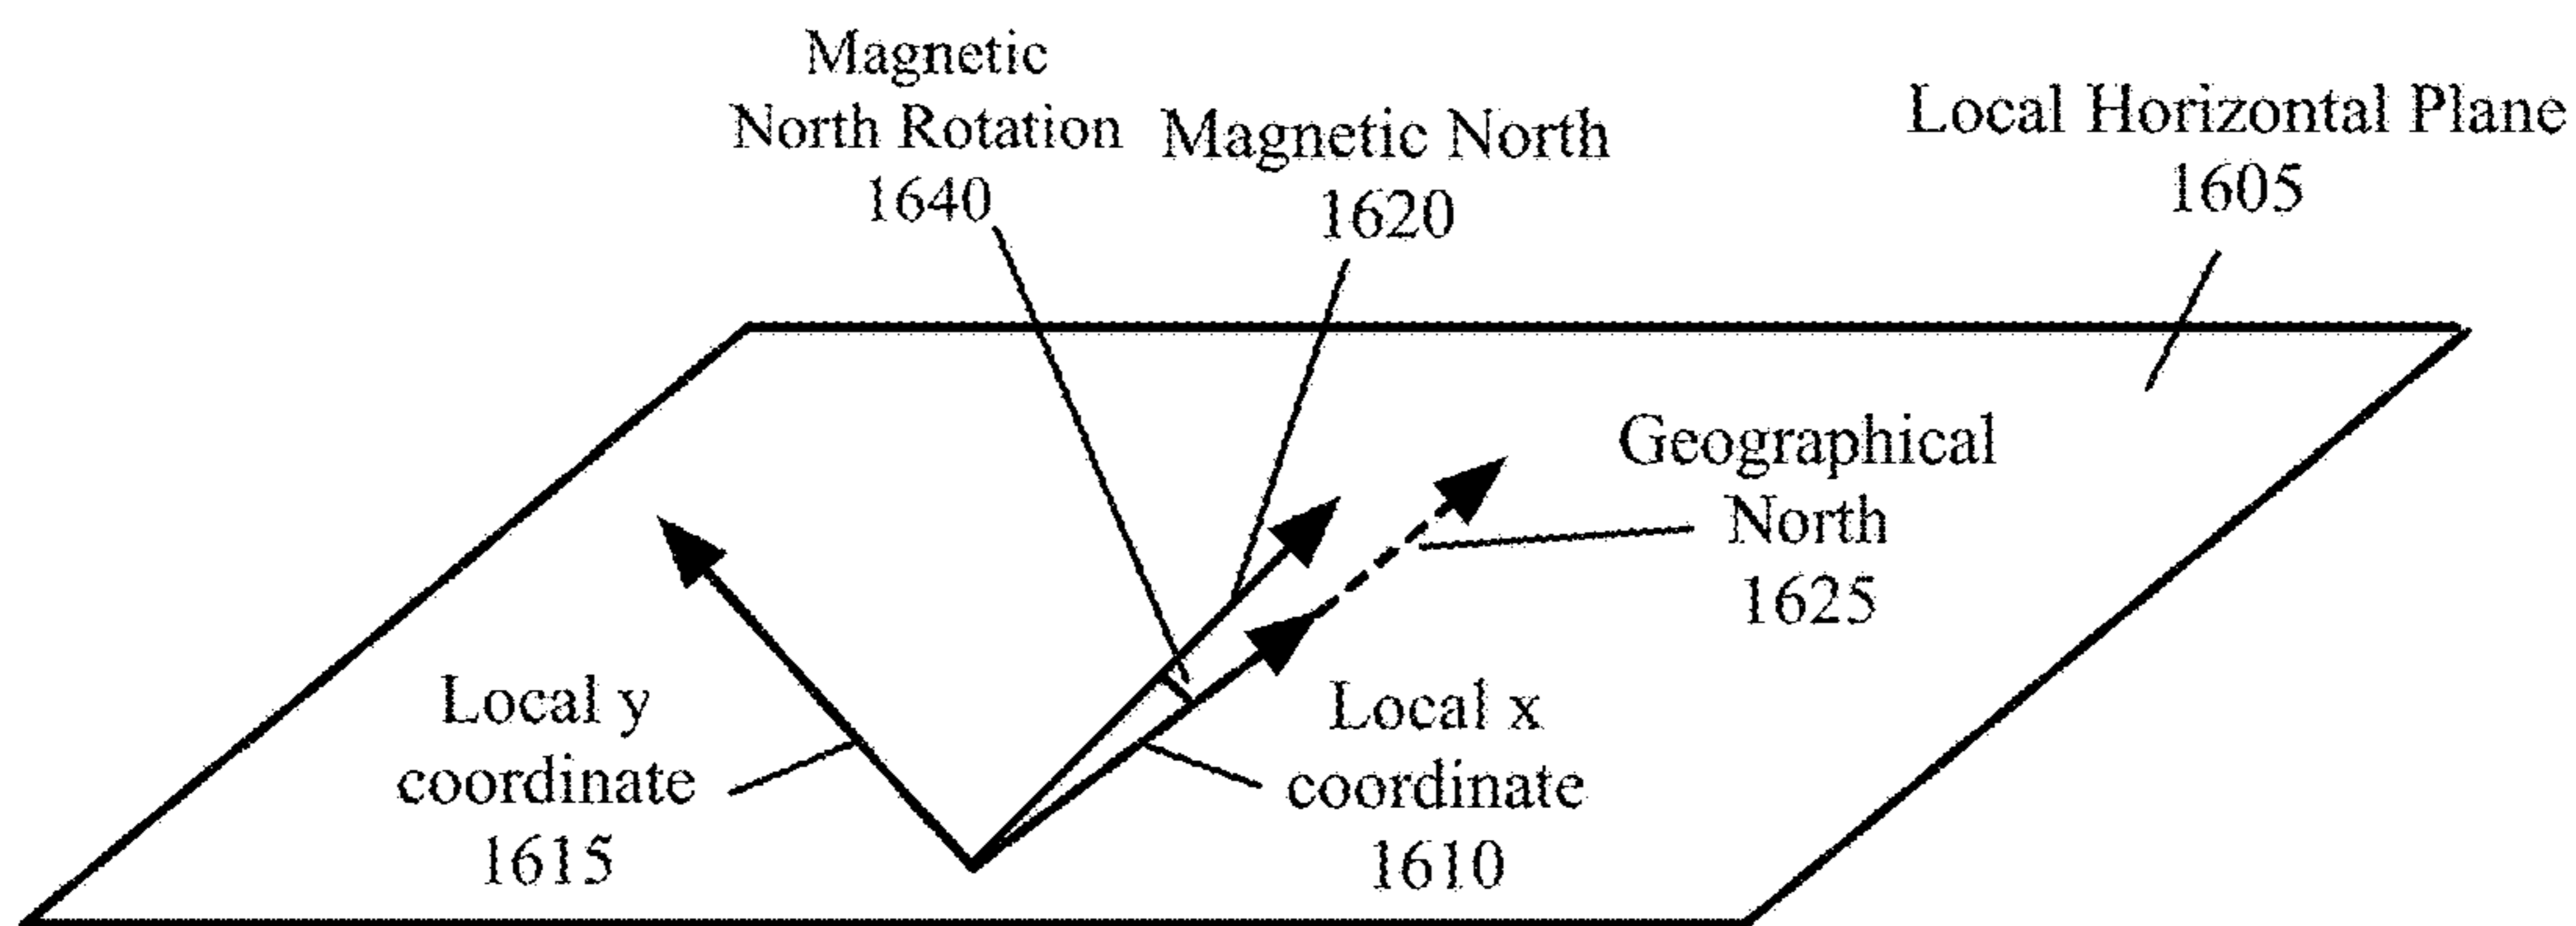 Magnetic
North Rotation
1640
Magnetic North
1620
Local Horizontal Plane
1605
Geographical
North
1625
Local y
coordinate
1615
Local x
coordinate
1610